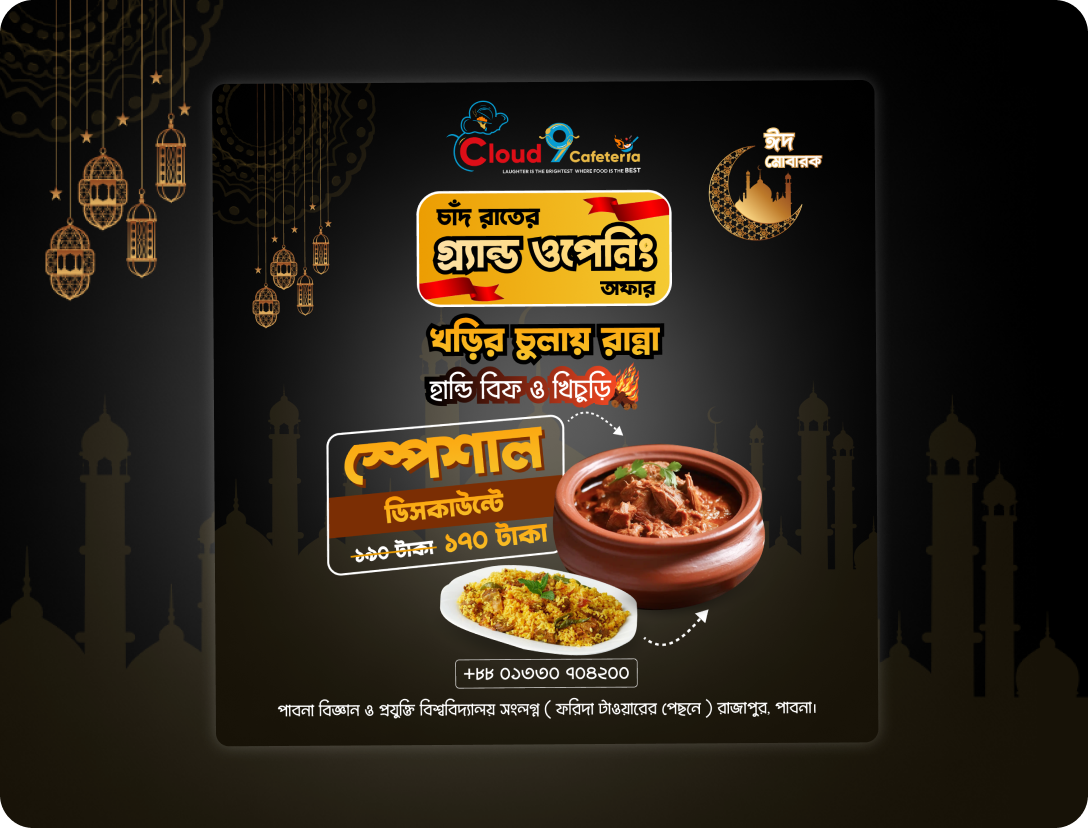 Cloud 9 Cafeteria
LAUGHTER IS THE BRIGHTEST WHERE FOOD IS THE BEST
ঈদ
মোবারক
চাঁদ রাতের
গ্র্যান্ড ওপেনিং
অফার
খড়ির চুলায় রান্না
হান্ডি বিফ ও খিচুড়ি
স্পেশাল
ডিসকাউন্টে
১৯০ টাকা ১৭০ টাকা
+৮৮ ০১৩৩০ ৭০৪২০০
পাবনা বিজ্ঞান ও প্রযুক্তি বিশ্ববিদ্যালয় সংলগ্ন ( ফরিদা টাওয়ারের পেছনে ) রাজাপুর, পাবনা।